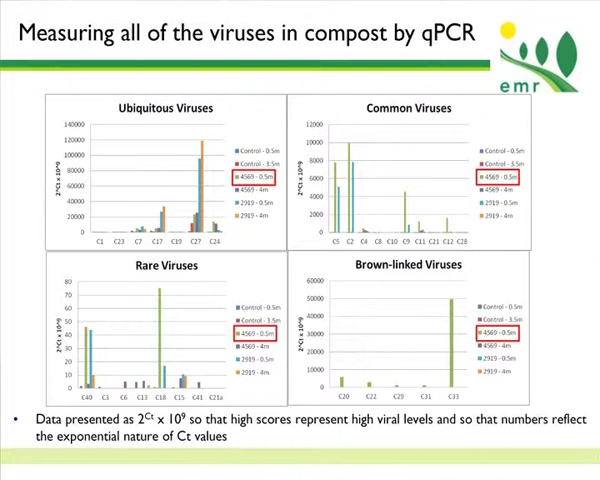 Measuring all of the viruses in compost by qPCR
emr
Ubiquitous Viruses
140000
120000
100000
80000
60000
40000
20000
0
2^Ct x 10^9
C1 C23 C7 C17 C19 C27 C24
Control - 0.5m
Control - 3.5m
4569 - 0.5m
4569 - 4m
2919 - 0.5m
2919 - 4m
Common Viruses
12000
10000
8000
6000
4000
2000
0
2^Ct x 10^9
C5 C2 C4 C8 C10 C9 C11 C21 C12 C28
Control - 0.5m
Control - 3.5m
4569 - 0.5m
4569 - 4m
2919 - 0.5m
2919 - 4m
Rare Viruses
80
70
60
50
40
30
20
10
0
2^Ct x 10^9
C40 C3 C6 C13 C18 C15 C41 C21a
Control - 0.5m
Control - 3.5m
4569 - 0.5m
4569 - 4m
2919 - 0.5m
2919 - 4m
Brown-linked Viruses
60000
50000
40000
30000
20000
10000
0
2^Ct x 10^9
C20 C22 C29 C31 C33
Control - 0.5m
Control - 3.5m
4569 - 0.5m
4569 - 4m
2919 - 0.5m
2919 - 4m
• Data presented as 2^Ct x 10^9 so that high scores represent high viral levels and so that numbers reflect
the exponential nature of Ct values